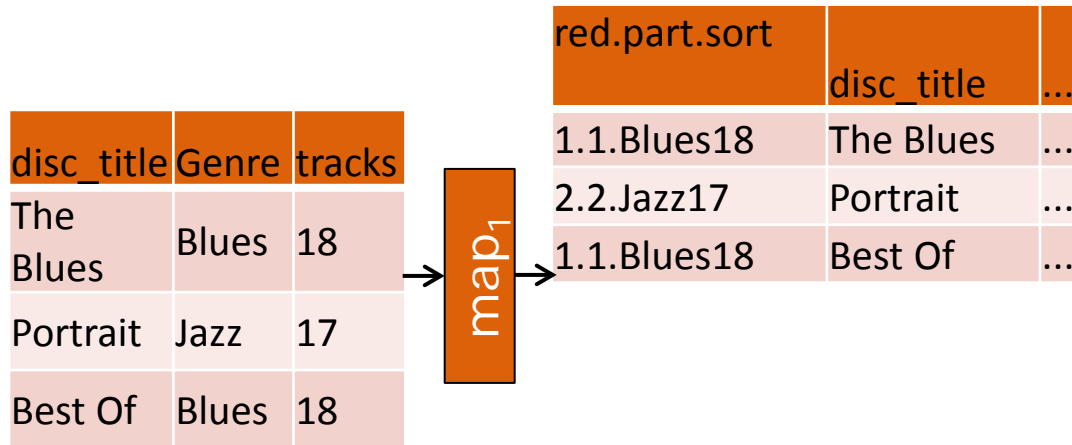 disc_title Genre tracks
The Blues Blues 18
Portrait Jazz 17
Best Of Blues 18
map₁
red.part.sort disc_title ...
1.1.Blues18 The Blues ...
2.2.Jazz17 Portrait ...
1.1.Blues18 Best Of ...